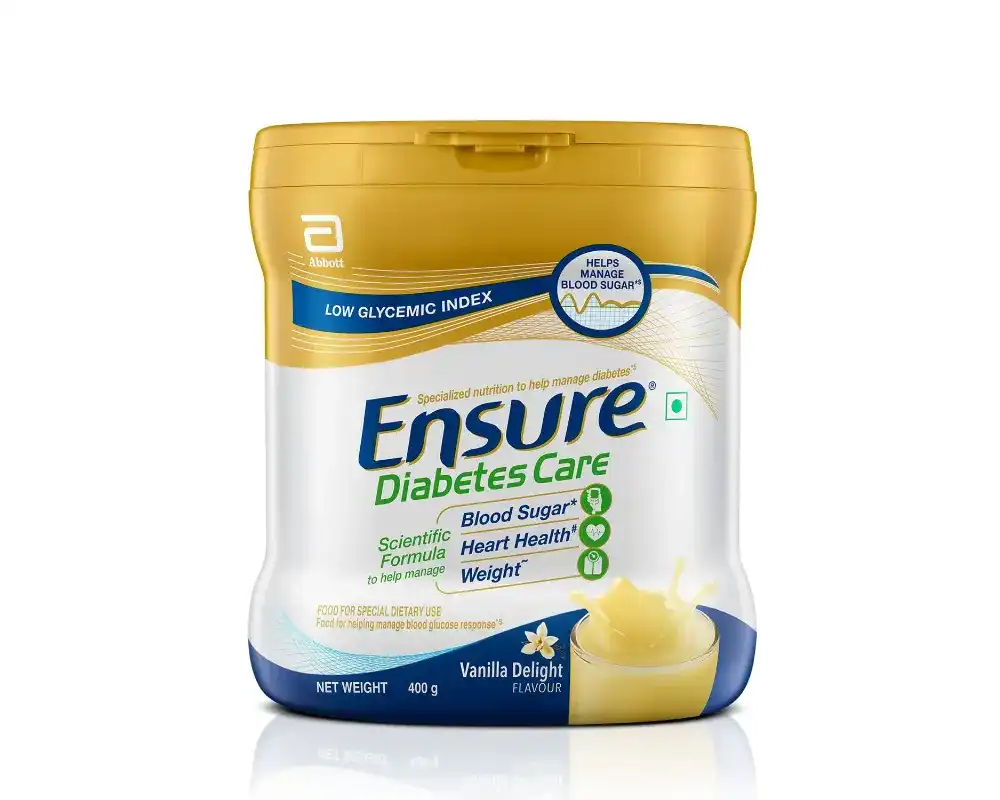 Abbott
LOW GLYCEMIC INDEX
HELPS
MANAGE
BLOOD SUGAR*$
Specialized nutrition to help manage diabetes*$
Ensure®
Diabetes Care
Scientific
Formula
to help manage
Blood Sugar*
Heart Health#
Weight~
FOOD FOR SPECIAL DIETARY USE
Food for helping manage blood glucose response*$
Vanilla Delight
FLAVOUR
NET WEIGHT 400 g